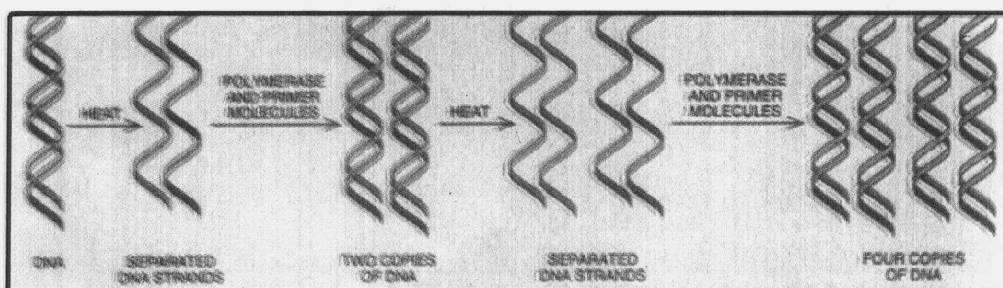 HEAT
POLYMERASE
AND PRIMER
MOLECULES
HEAT
POLYMERASE
AND PRIMER
MOLECULES
DNA
SEPARATED
DNA STRANDS
TWO COPIES
OF DNA
SEPARATED
DNA STRANDS
FOUR COPIES
OF DNA